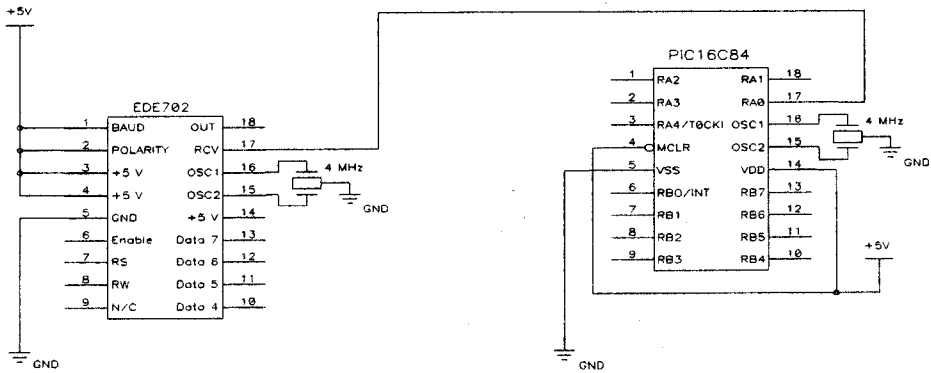 +5V
EDE702
1 BAUD OUT 18
2 POLARITY RCV 17
3 +5 V OSC1 16
4 +5 V OSC2 15
5 GND +5 V 14
6 Enable Data 7 13
7 RS Data 6 12
8 RW Data 5 11
9 N/C Data 4 10
4 MHz
GND
GND
PIC16C84
1 RA2 RA1 18
2 RA3 RA0 17
3 RA4/T0CKI OSC1 16
4 MCLR OSC2 15
5 VSS VDD 14
6 RB0/INT RB7 13
7 RB1 RB6 12
8 RB2 RB5 11
9 RB3 RB4 10
4 MHz
GND
+5V
GND